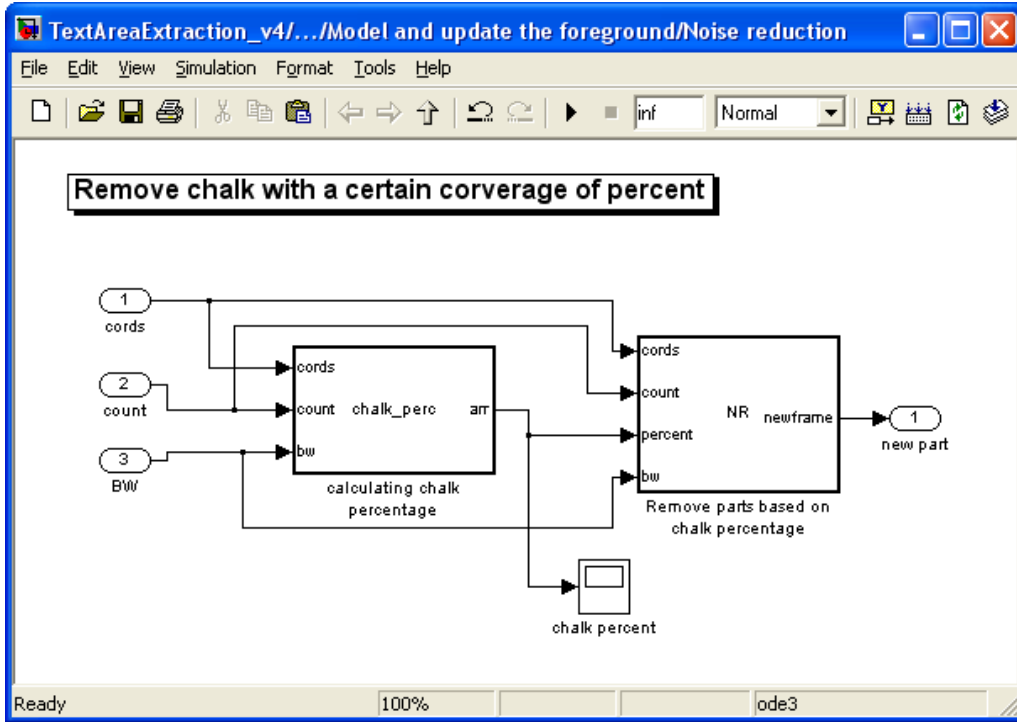 TextAreaExtraction_v4/.../Model and update the foreground/Noise reduction
File Edit View Simulation Format Tools Help
inf Normal
Remove chalk with a certain corverage of percent
1
cords
2
count
3
BW
cords
count chalk_perc arr
bw
calculating chalk
percentage
cords
count
NR newframe
percent
bw
Remove parts based on
chalk percentage
1
new part
chalk percent
Ready 100% ode3